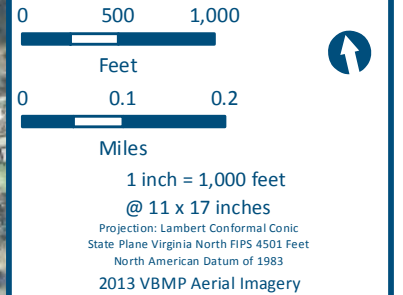 0 500 1,000
Feet
0 0.1 0.2
Miles
1 inch = 1,000 feet
@ 11 x 17 inches
Projection: Lambert Conformal Conic
State Plane Virginia North FIPS 4501 Feet
North American Datum of 1983
2013 VBMP Aerial Imagery